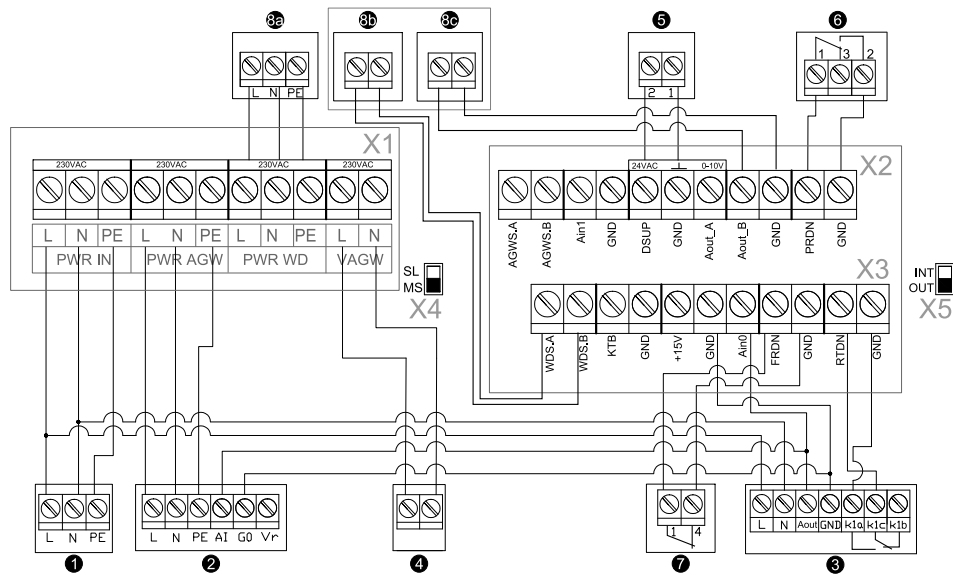 8a 8b 8c 5 6
1 3 2
L N PE
2 1
X1
230VAC 230VAC 230VAC 230VAC
L N PE L N PE L N PE L N
PWR IN PWR AGW PWR WD VAGW
SL
MS
X4
X2
24VAC ⊥ 0-10V
AGWS.A AGWS.B Ain1 GND DSUP GND Aout_A Aout_B GND PRDN GND
X3
INT
OUT
X5
WDS.A WDS.B KTB GND +15V GND Ain0 FRDN GND RTDN GND
L N PE
1
L N PE AI G0 Vr
2
4
1 4
7
L N Aout GND k1a k1c k1b
3